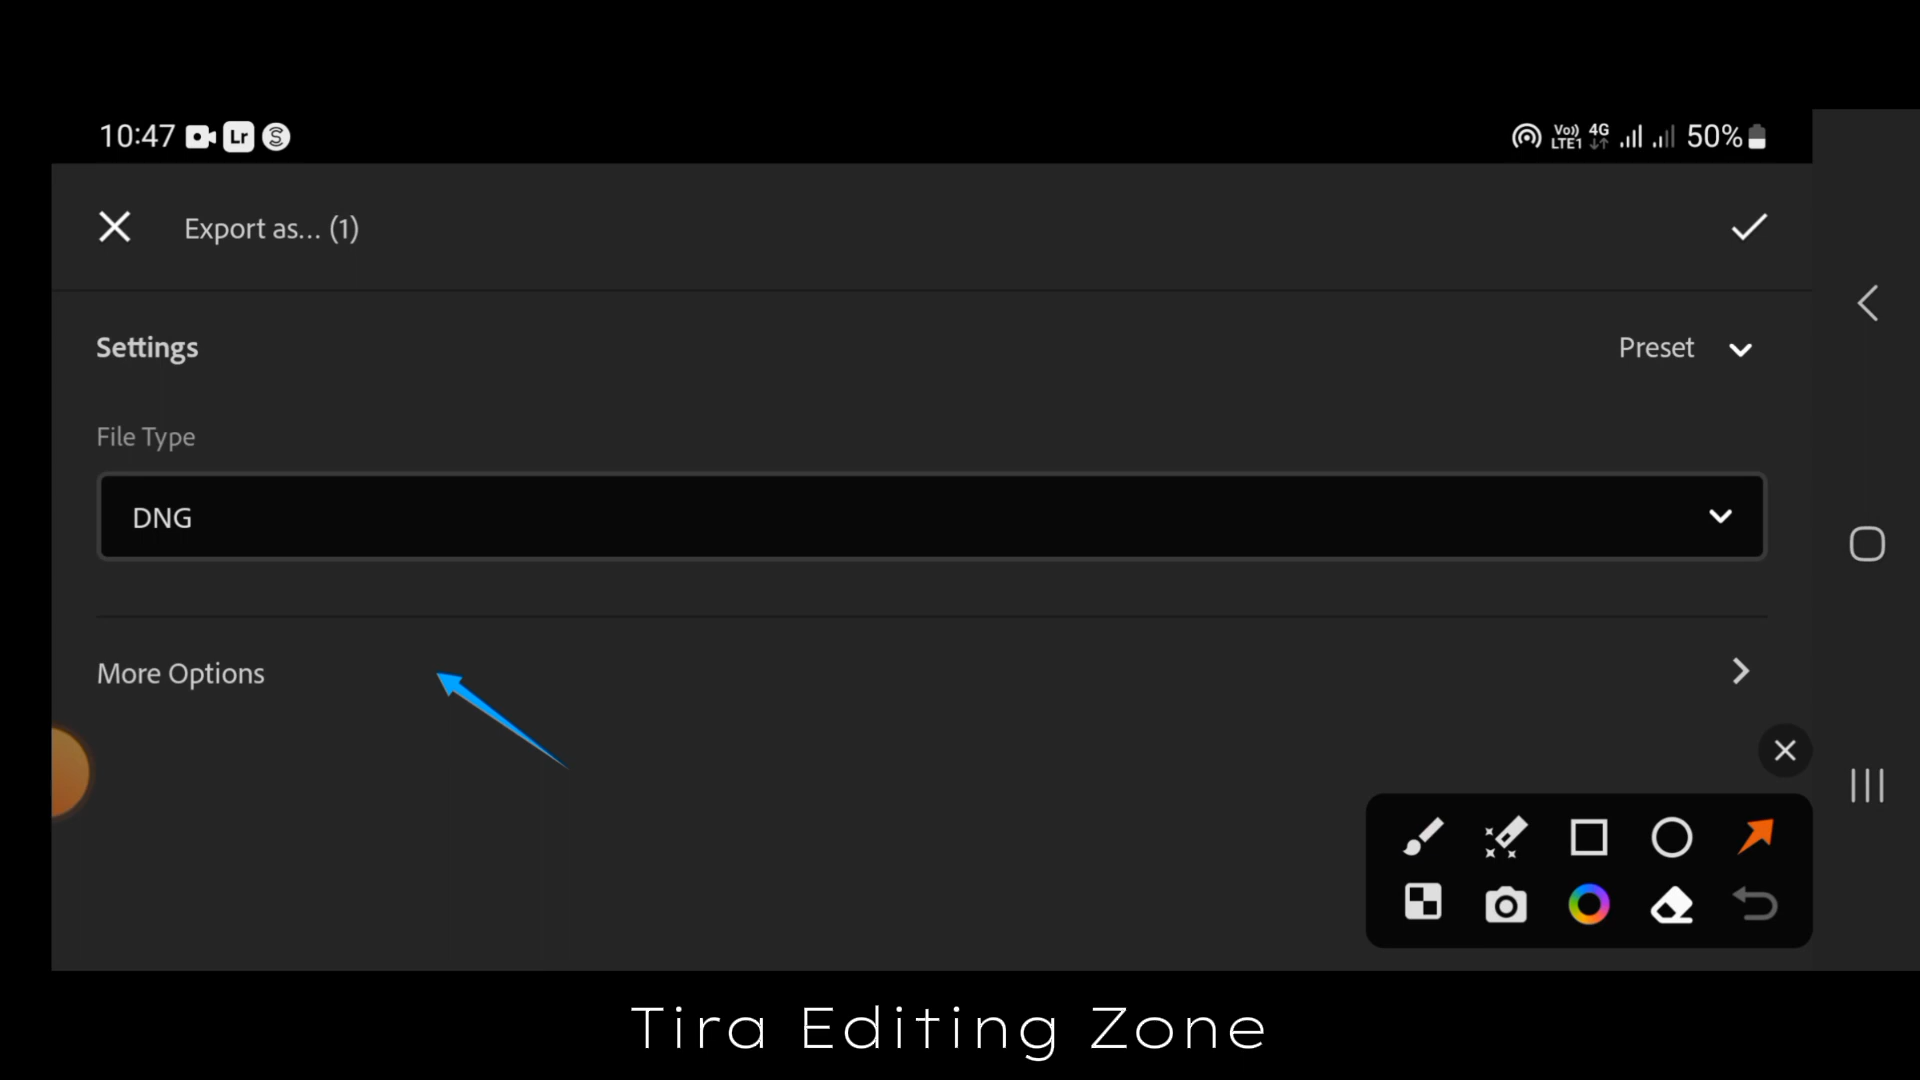 10:47 Lr S Vo)) LTE1 4G 50%
Export as... (1)
Settings Preset
File Type
DNG
More Options
Tira Editing Zone